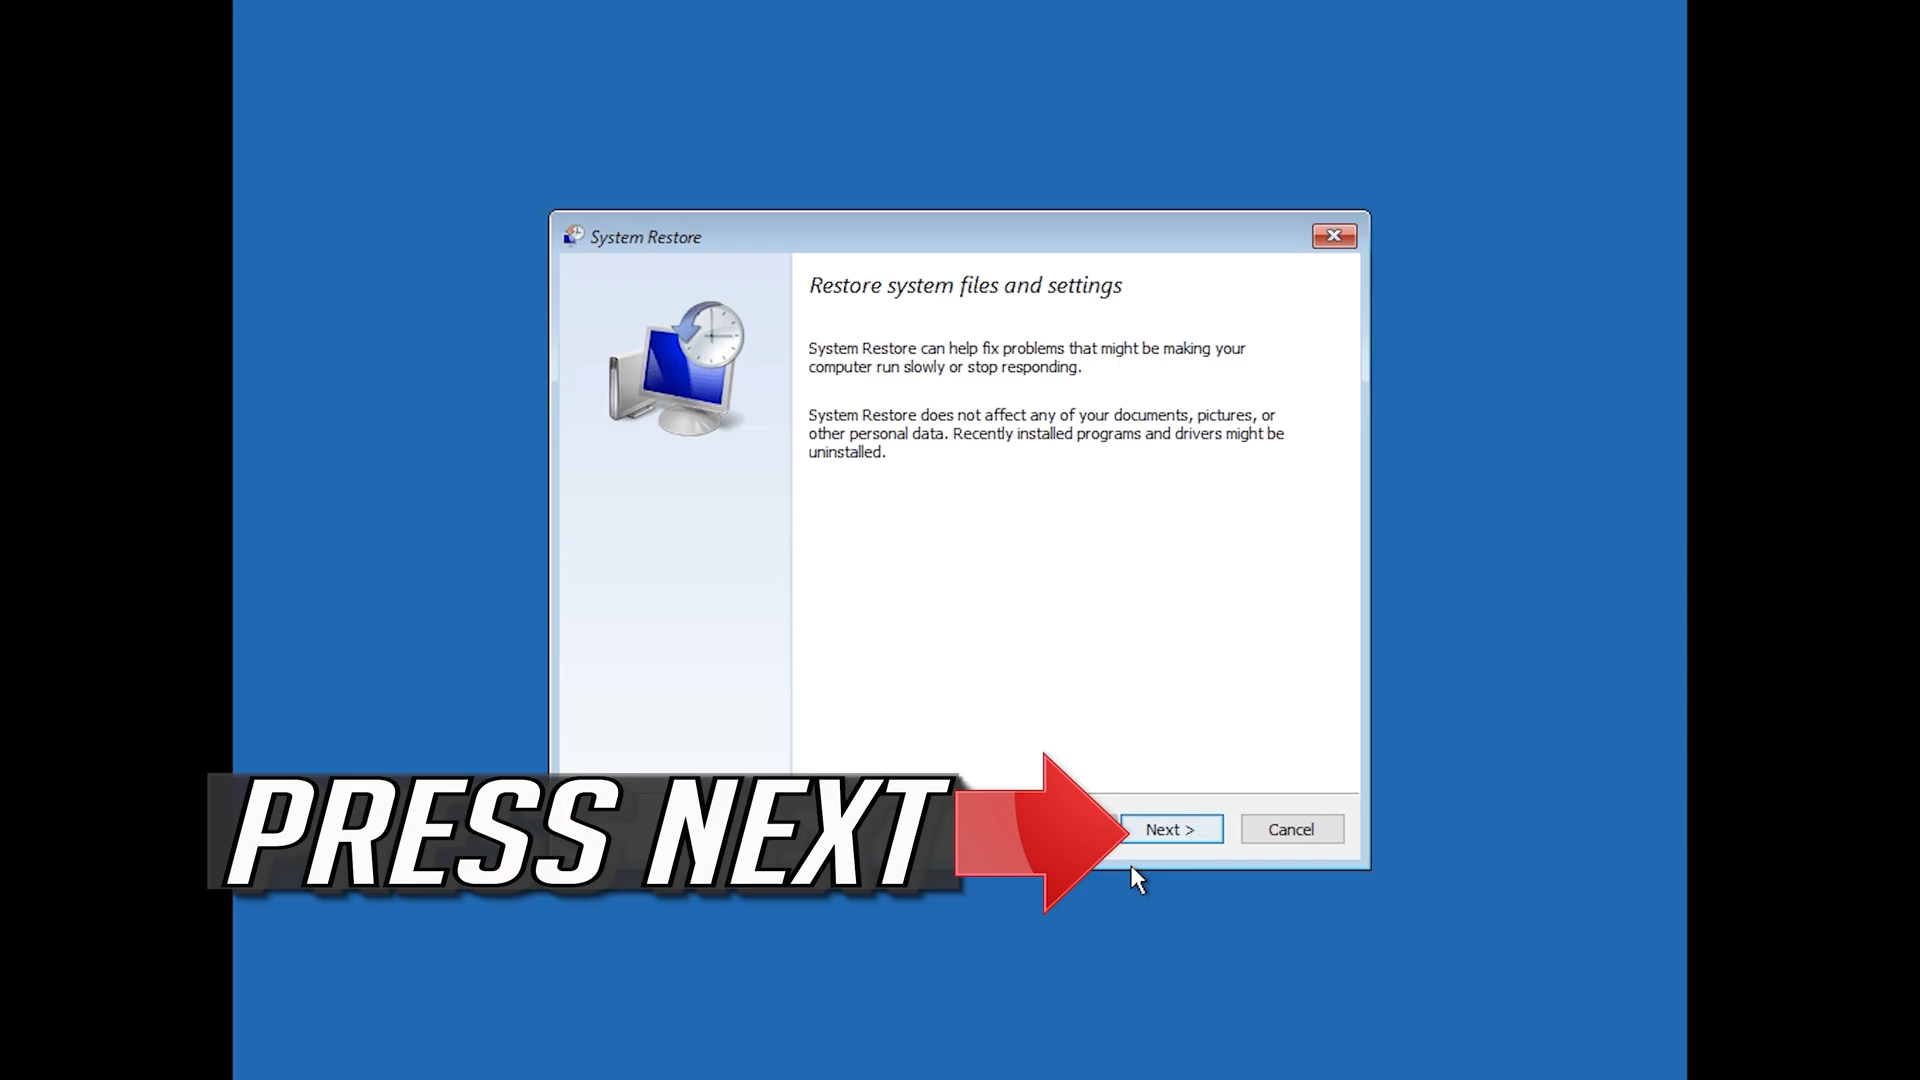 System Restore
Restore system files and settings
System Restore can help fix problems that might be making your
computer run slowly or stop responding.
System Restore does not affect any of your documents, pictures, or
other personal data. Recently installed programs and drivers might be
uninstalled.
PRESS NEXT
Next >
Cancel